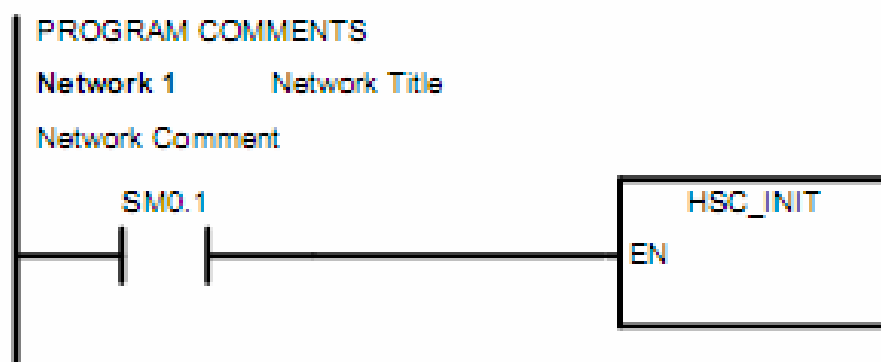 PROGRAM COMMENTS
Network 1 Network Title
Network Comment
SM0.1
HSC_INIT
EN